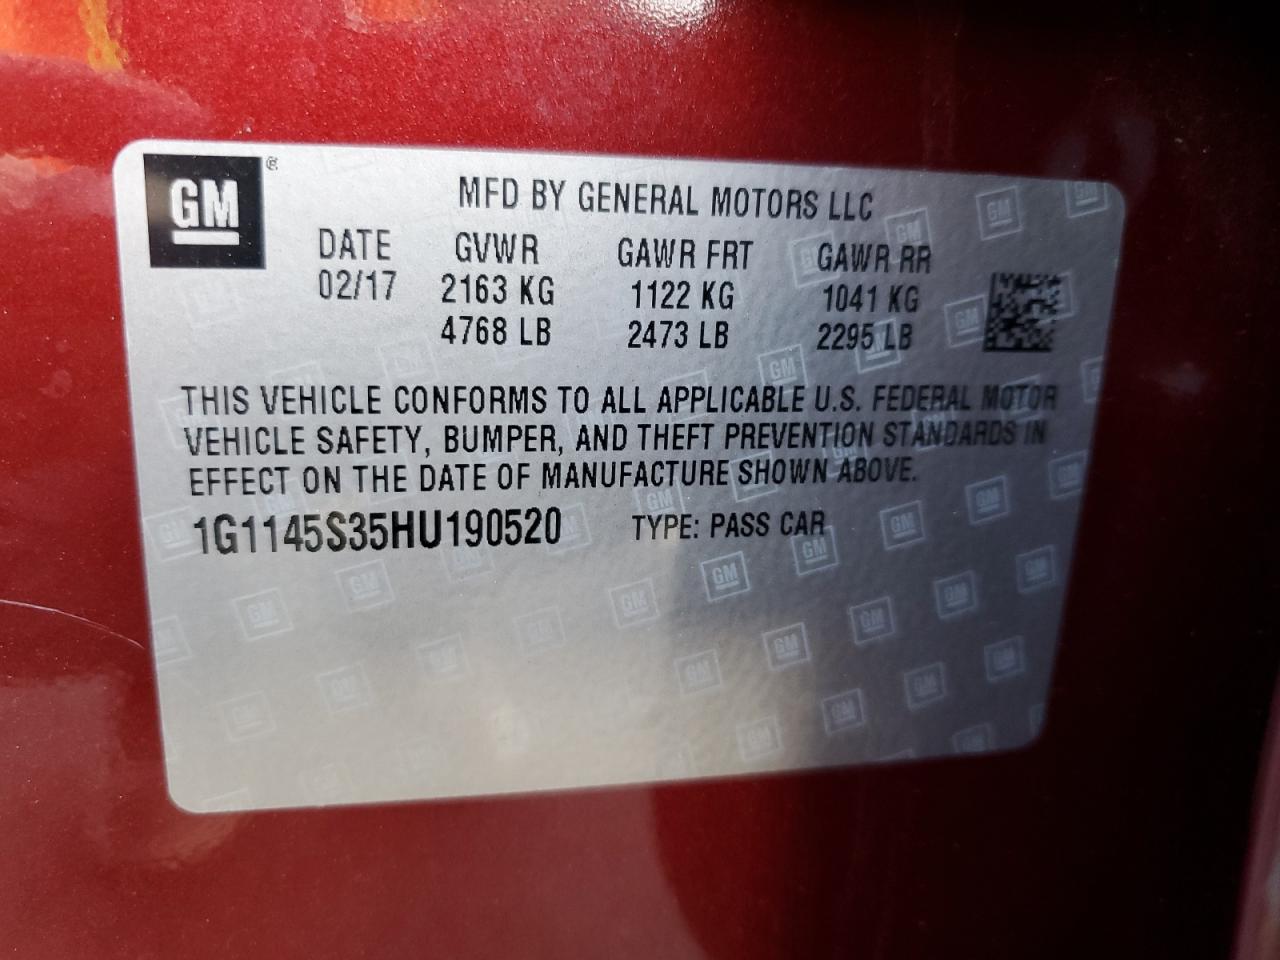 GM ®
MFD BY GENERAL MOTORS LLC
DATE GVWR GAWR FRT GAWR RR
02/17 2163 KG 1122 KG 1041 KG
4768 LB 2473 LB 2295 LB
THIS VEHICLE CONFORMS TO ALL APPLICABLE U.S. FEDERAL MOTOR
VEHICLE SAFETY, BUMPER, AND THEFT PREVENTION STANDARDS IN
EFFECT ON THE DATE OF MANUFACTURE SHOWN ABOVE.
1G1145S35HU190520 TYPE: PASS CAR